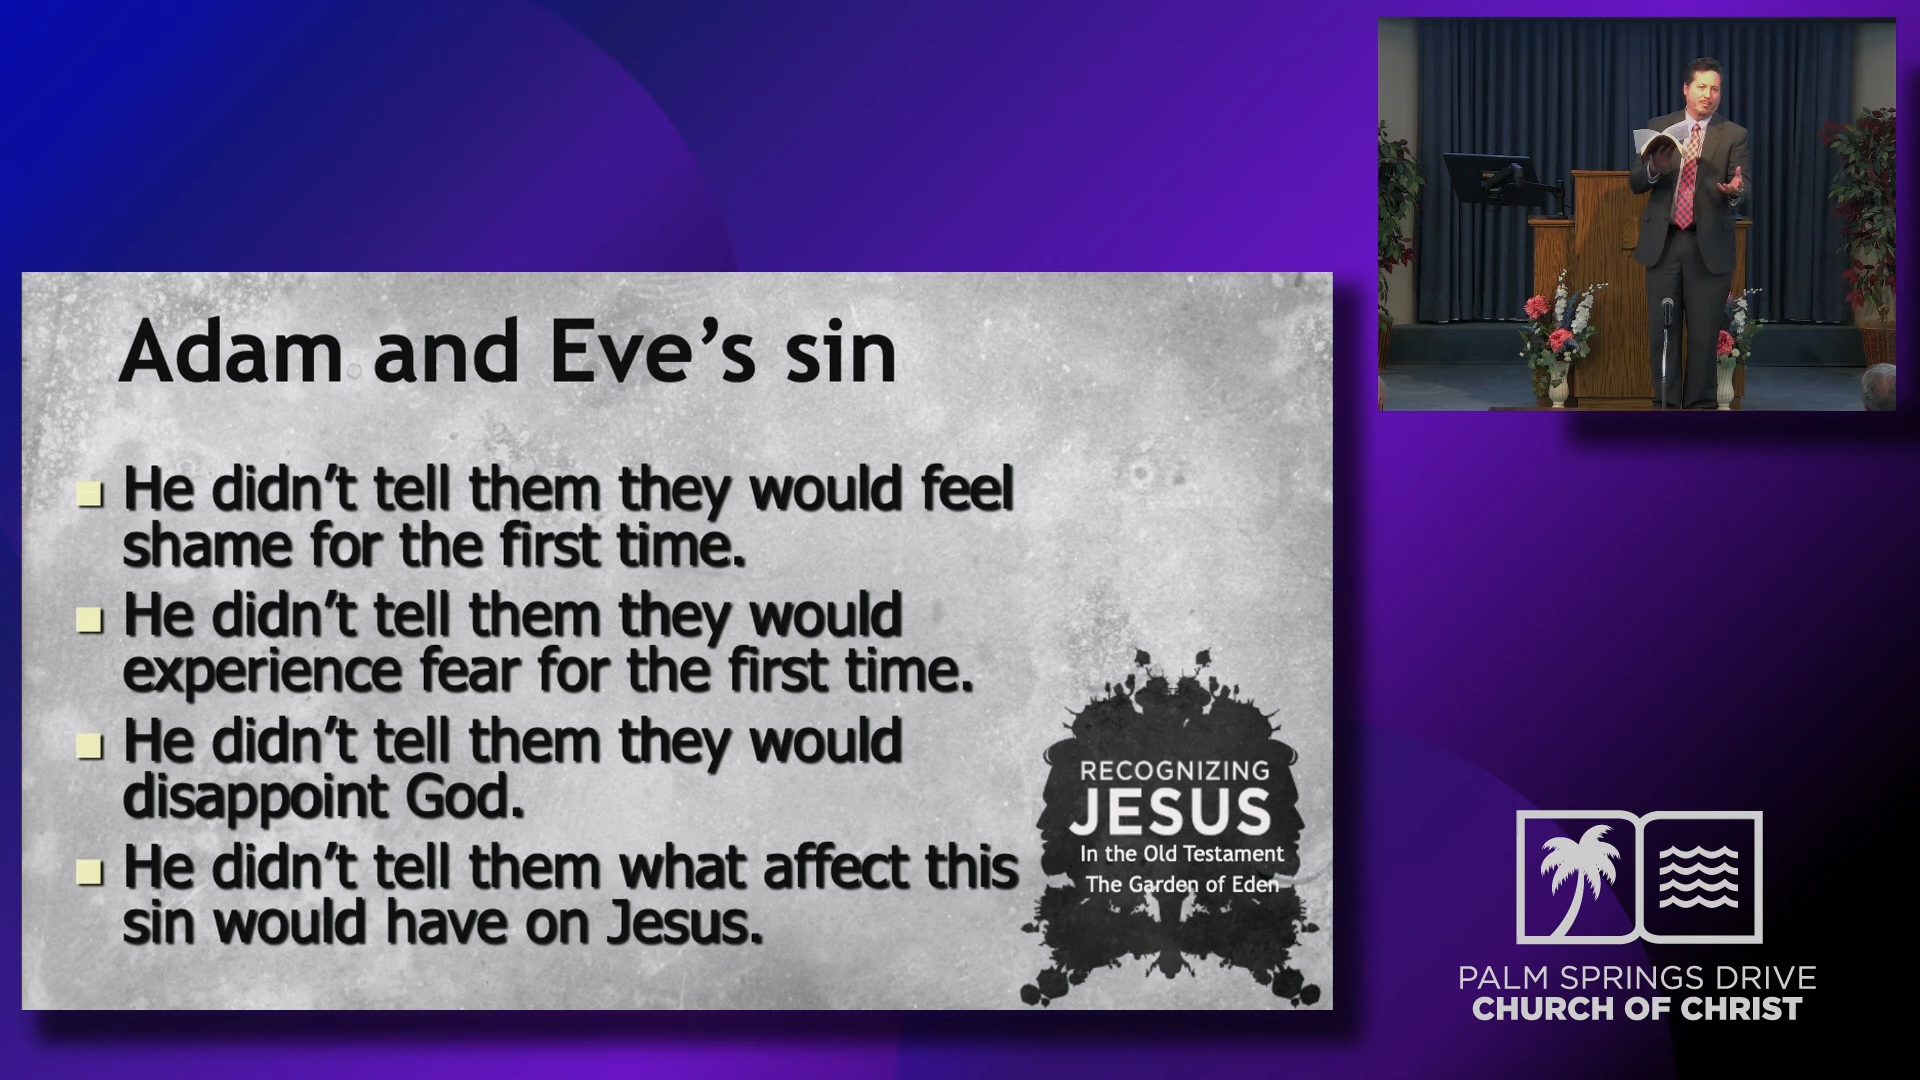 Adam and Eve’s sin
He didn’t tell them they would feel
shame for the first time.
He didn’t tell them they would
experience fear for the first time.
He didn’t tell them they would
disappoint God.
He didn’t tell them what affect this
sin would have on Jesus.
RECOGNIZING
JESUS
In the Old Testament
The Garden of Eden
PALM SPRINGS DRIVE
CHURCH OF CHRIST